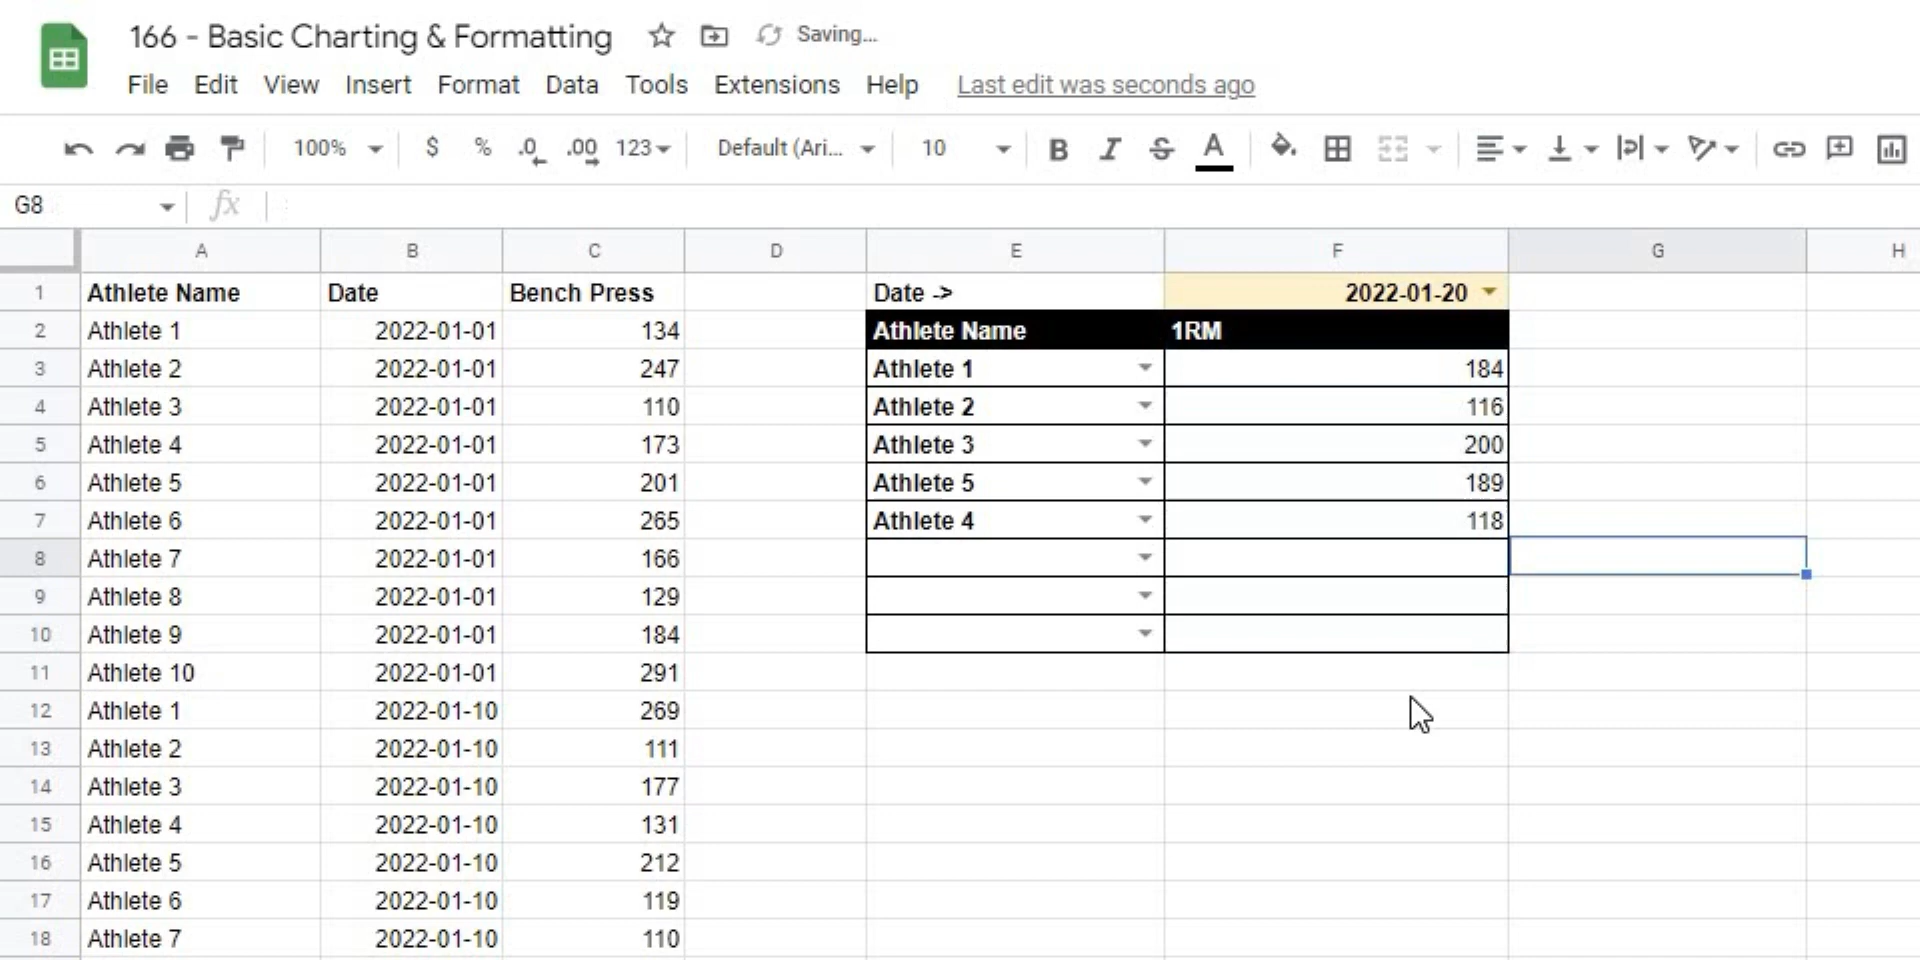 166 - Basic Charting & Formatting Saving...
File Edit View Insert Format Data Tools Extensions Help Last edit was seconds ago
100% $ % .0 .00 123 Default (Ari... 10 B I S A
G8 fx
A B C D E F G H
1 Athlete Name Date Bench Press Date -> 2022-01-20
2 Athlete 1 2022-01-01 134 Athlete Name 1RM
3 Athlete 2 2022-01-01 247 Athlete 1 184
4 Athlete 3 2022-01-01 110 Athlete 2 116
5 Athlete 4 2022-01-01 173 Athlete 3 200
6 Athlete 5 2022-01-01 201 Athlete 5 189
7 Athlete 6 2022-01-01 265 Athlete 4 118
8 Athlete 7 2022-01-01 166
9 Athlete 8 2022-01-01 129
10 Athlete 9 2022-01-01 184
11 Athlete 10 2022-01-01 291
12 Athlete 1 2022-01-10 269
13 Athlete 2 2022-01-10 111
14 Athlete 3 2022-01-10 177
15 Athlete 4 2022-01-10 131
16 Athlete 5 2022-01-10 212
17 Athlete 6 2022-01-10 119
18 Athlete 7 2022-01-10 110